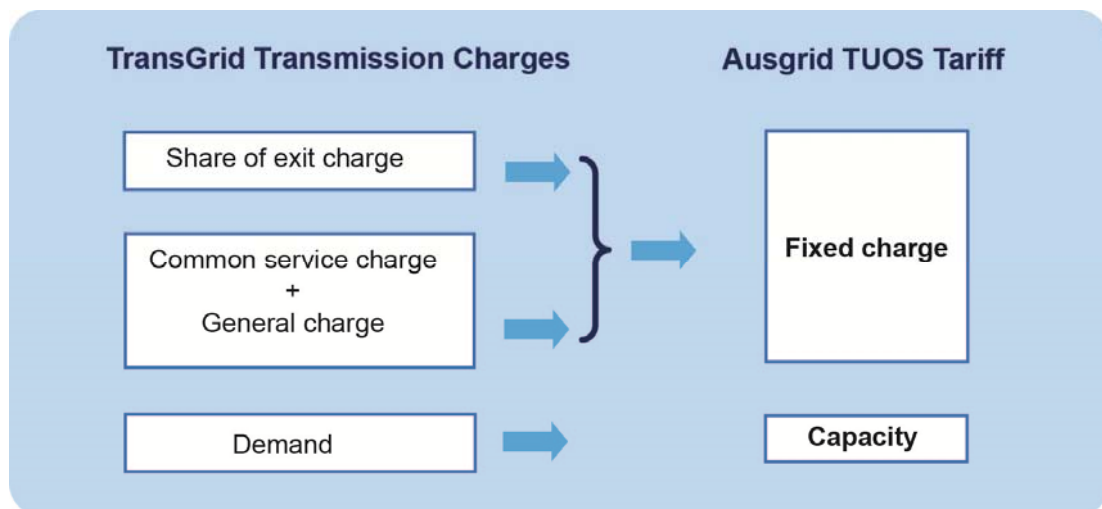 TransGrid Transmission Charges
Ausgrid TUOS Tariff
Share of exit charge
Common service charge
+
General charge
Fixed charge
Demand
Capacity